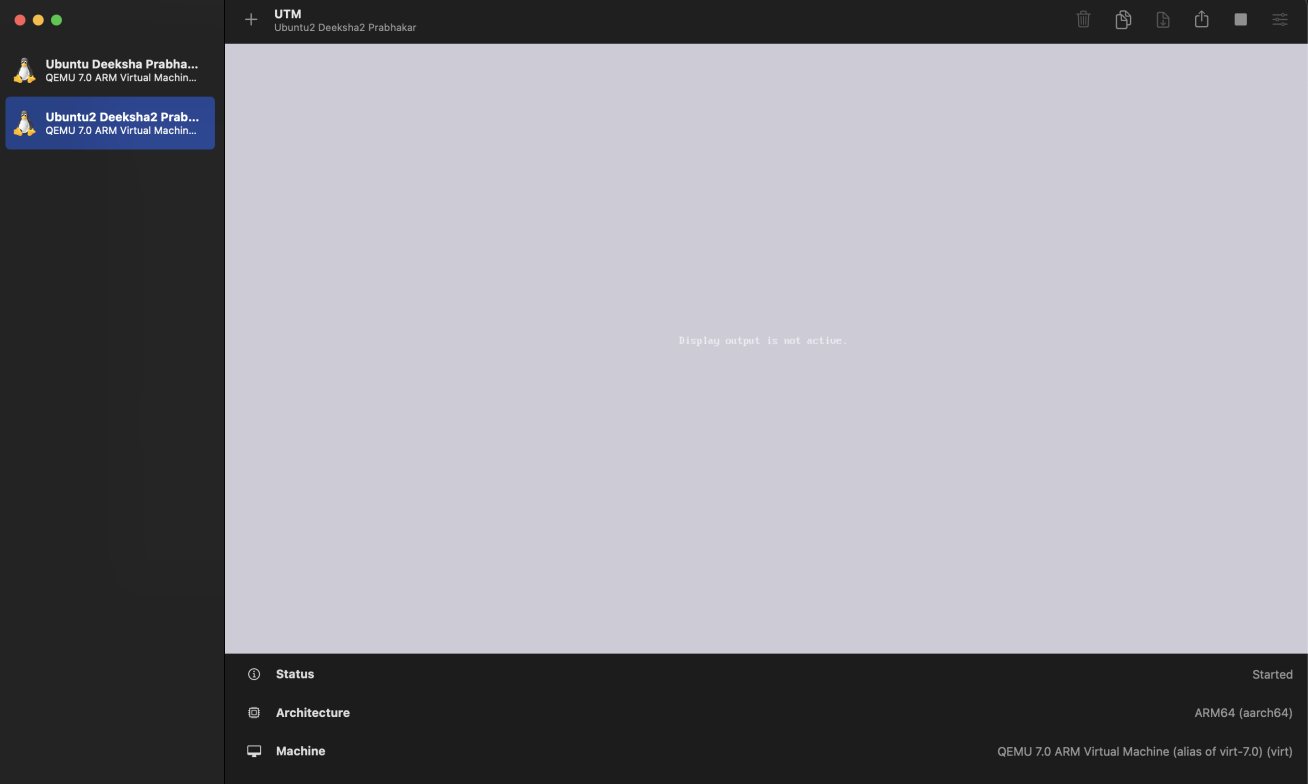 UTM
Ubuntu2 Deeksha Prabhakar
Ubuntu Deeksha Prabha...
QEMU 7.0 ARM Virtual Machin...
Ubuntu2 Deeksha2 Prab...
QEMU 7.0 ARM Virtual Machin...
Display output is not active.
Status
Started
Architecture
ARM64 (aarch64)
Machine
QEMU 7.0 ARM Virtual Machine (alias of virt-7.0) (virt)